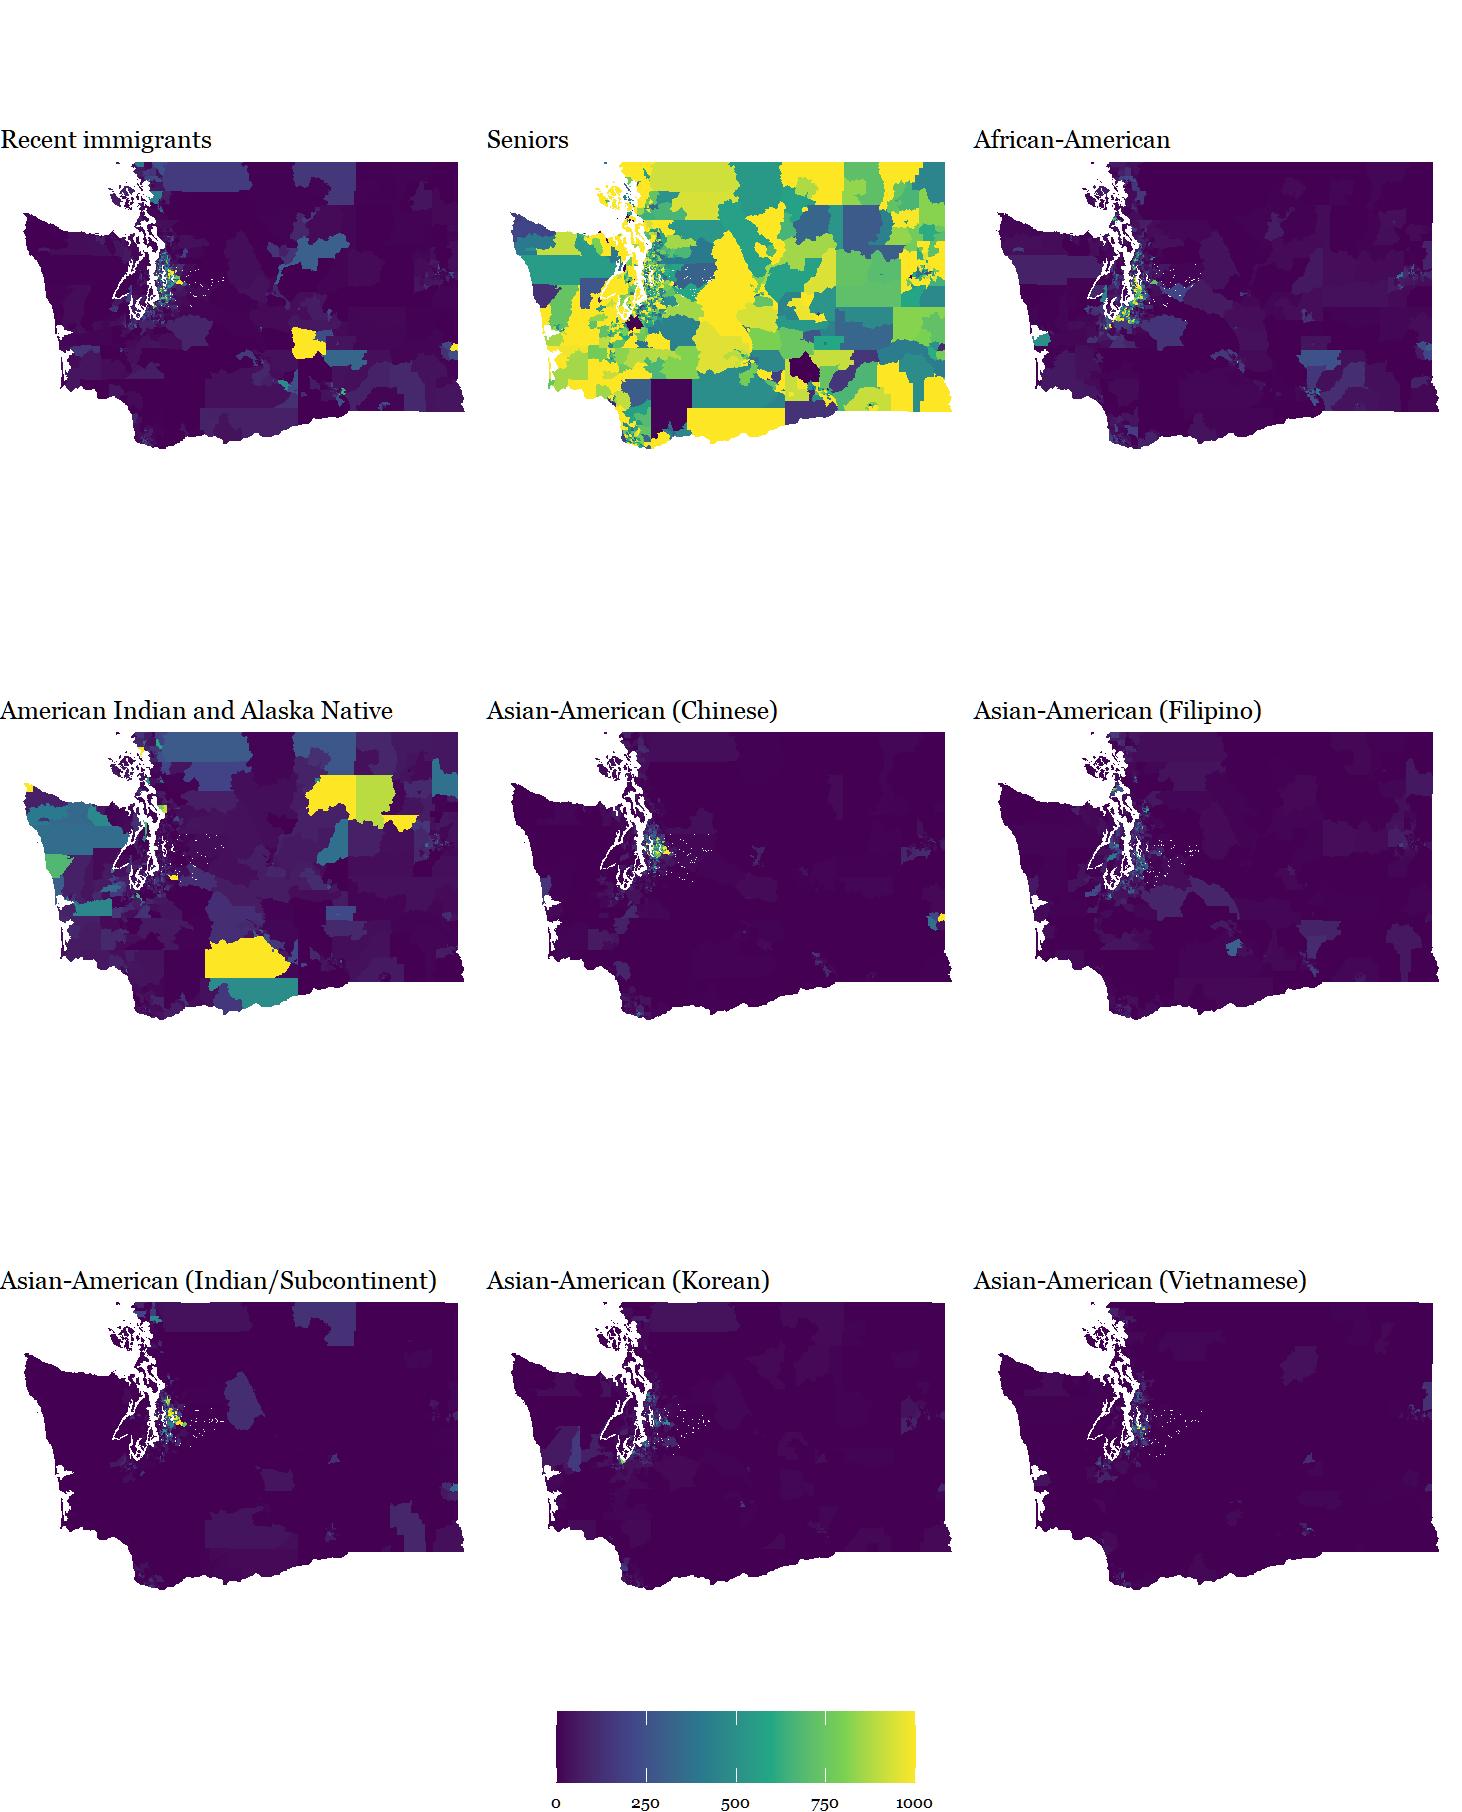 Recent immigrants
Seniors
African-American
American Indian and Alaska Native
Asian-American (Chinese)
Asian-American (Filipino)
Asian-American (Indian/Subcontinent)
Asian-American (Korean)
Asian-American (Vietnamese)
0 250 500 750 1000